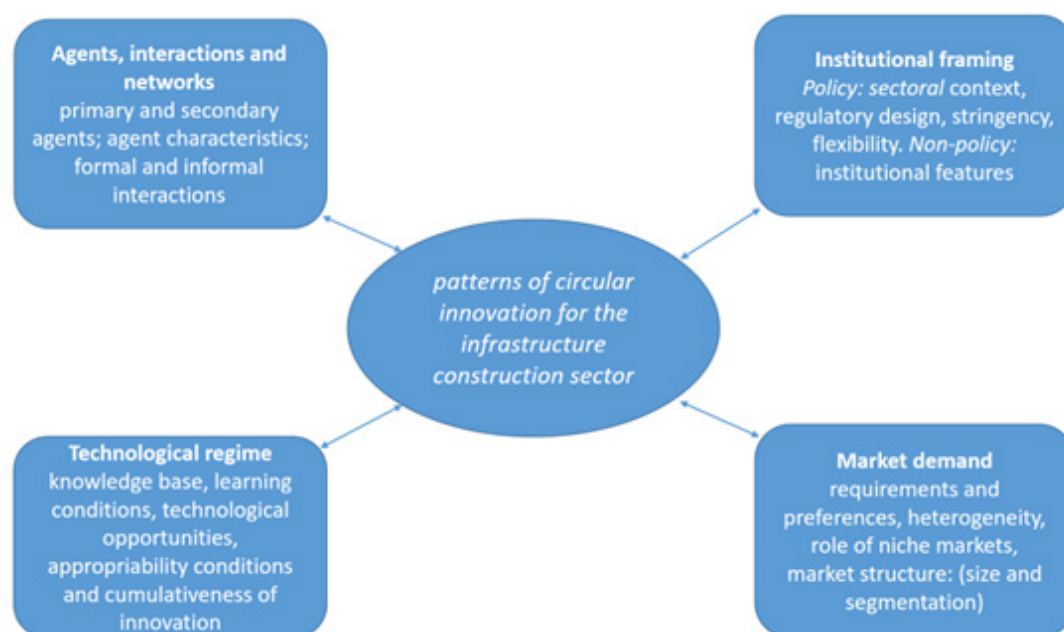 Agents, interactions and
networks
primary and secondary
agents; agent characteristics;
formal and informal
interactions
Institutional framing
Policy: sectoral context,
regulatory design, stringency,
flexibility. Non-policy:
institutional features
patterns of circular
innovation for the
infrastructure
construction sector
Technological regime
knowledge base, learning
conditions, technological
opportunities,
appropriability conditions
and cumulativeness of
innovation
Market demand
requirements and
preferences, heterogeneity,
role of niche markets,
market structure: (size and
segmentation)